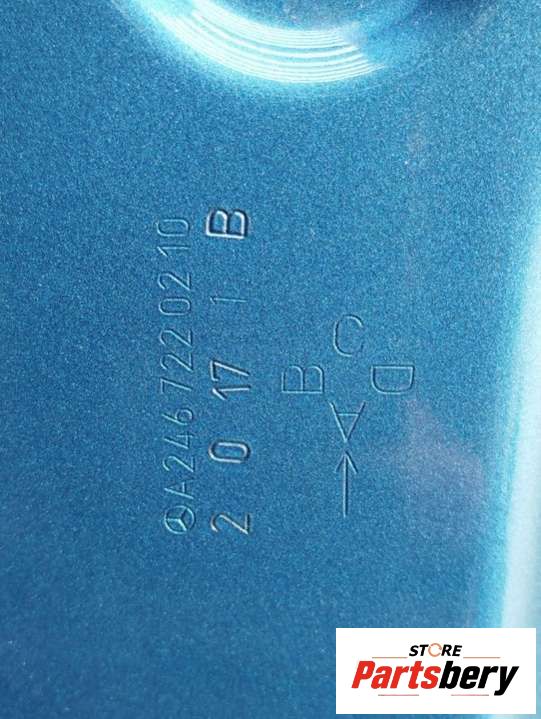 A2467220210
2 0 17 1 B
C
B D
A
STORE
Partsbery